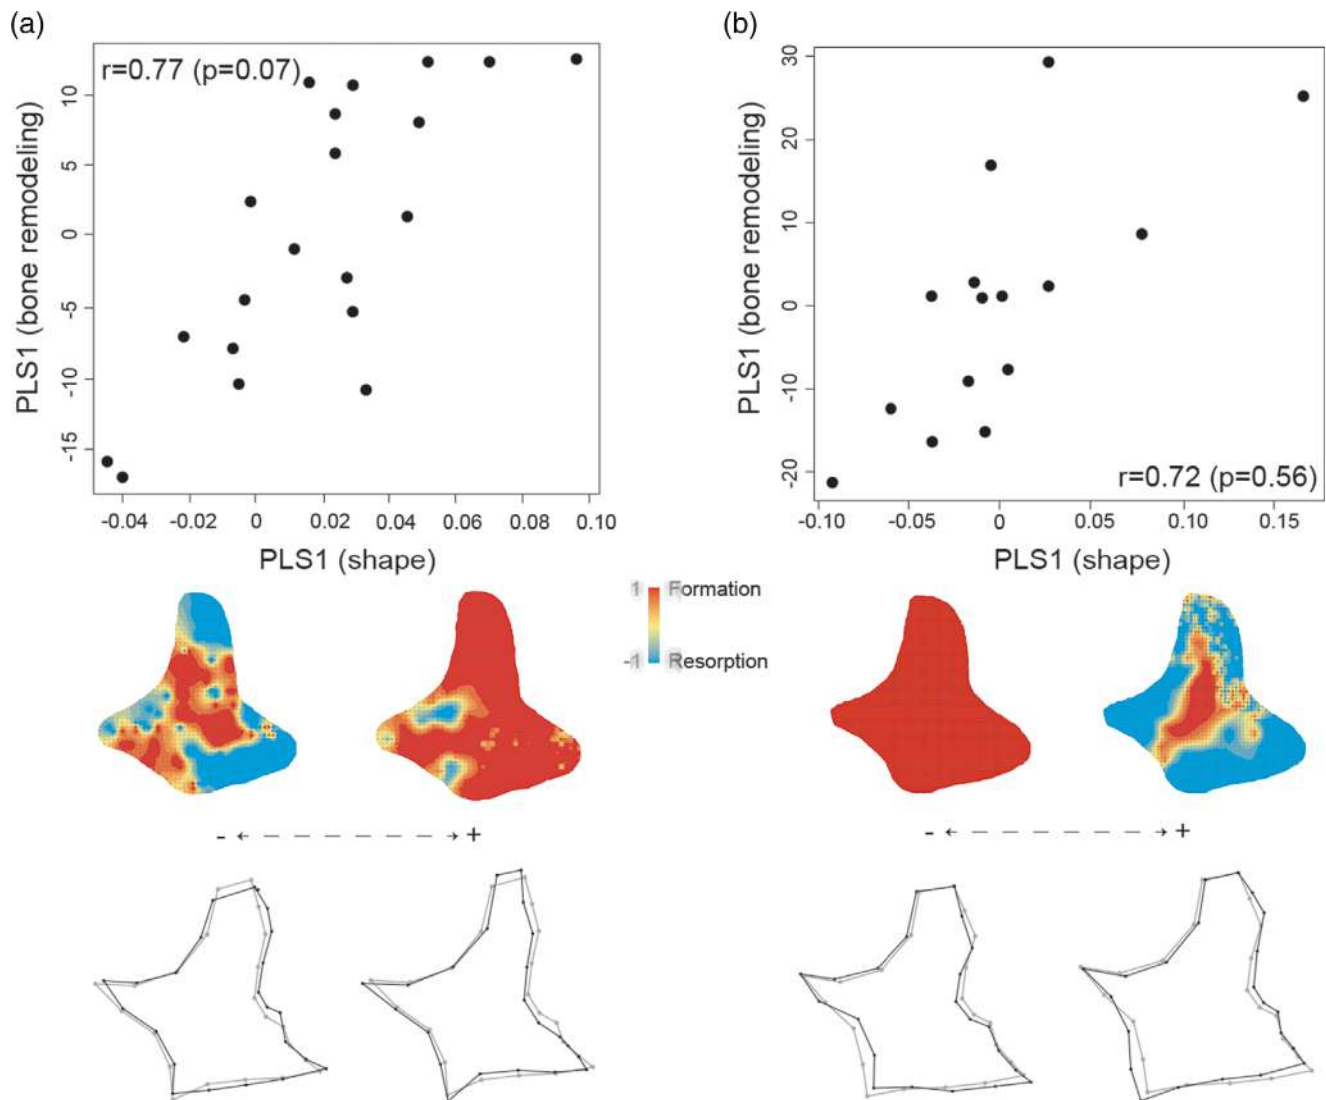 (a)
r=0.77 (p=0.07)
PLS1 (bone remodeling)
10
5
0
-5
-10
-15
-0.04 -0.02 0 0.02 0.04 0.06 0.08 0.10
PLS1 (shape)
(b)
PLS1 (bone remodeling)
30
20
10
0
-10
-20
r=0.72 (p=0.56)
-0.10 -0.05 0 0.05 0.10 0.15
PLS1 (shape)
1 Formation
-1 Resorption
- +
- +